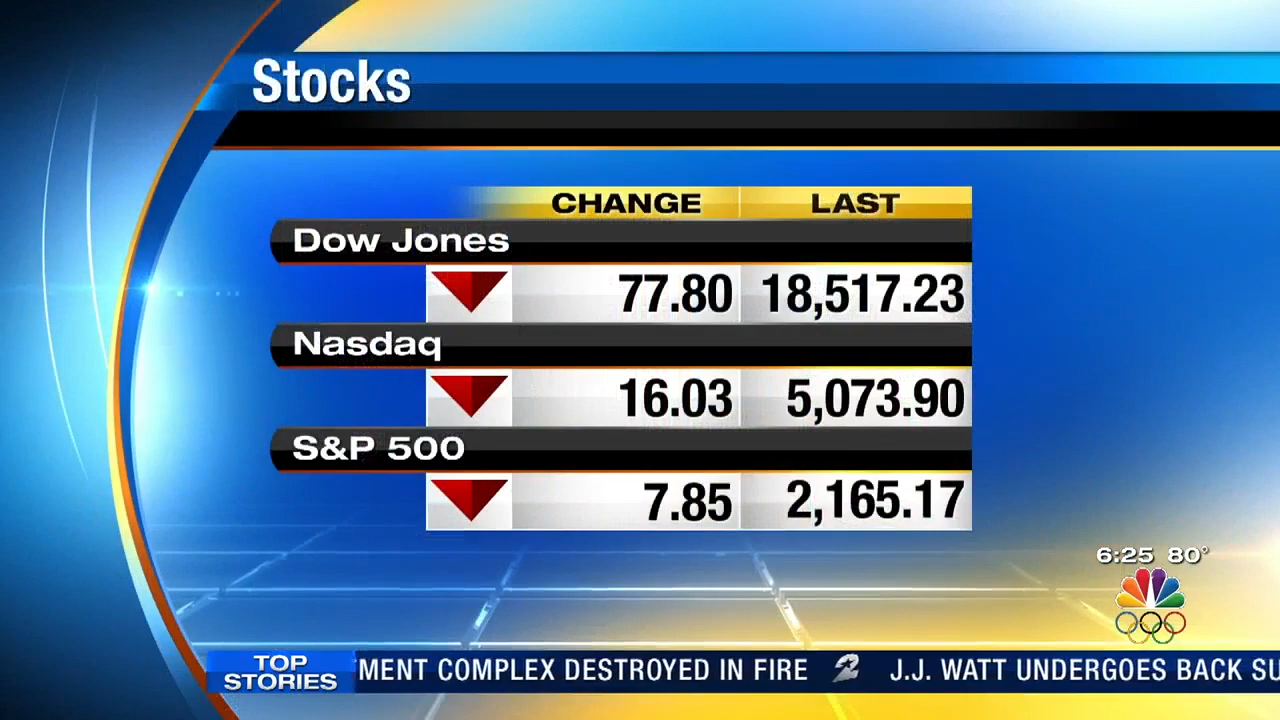 Stocks
CHANGE LAST
Dow Jones
77.80 18,517.23
Nasdaq
16.03 5,073.90
S&P 500
7.85 2,165.17
6:25 80°
TOP STORIES
MENT COMPLEX DESTROYED IN FIRE 2 J.J. WATT UNDERGOES BACK SU